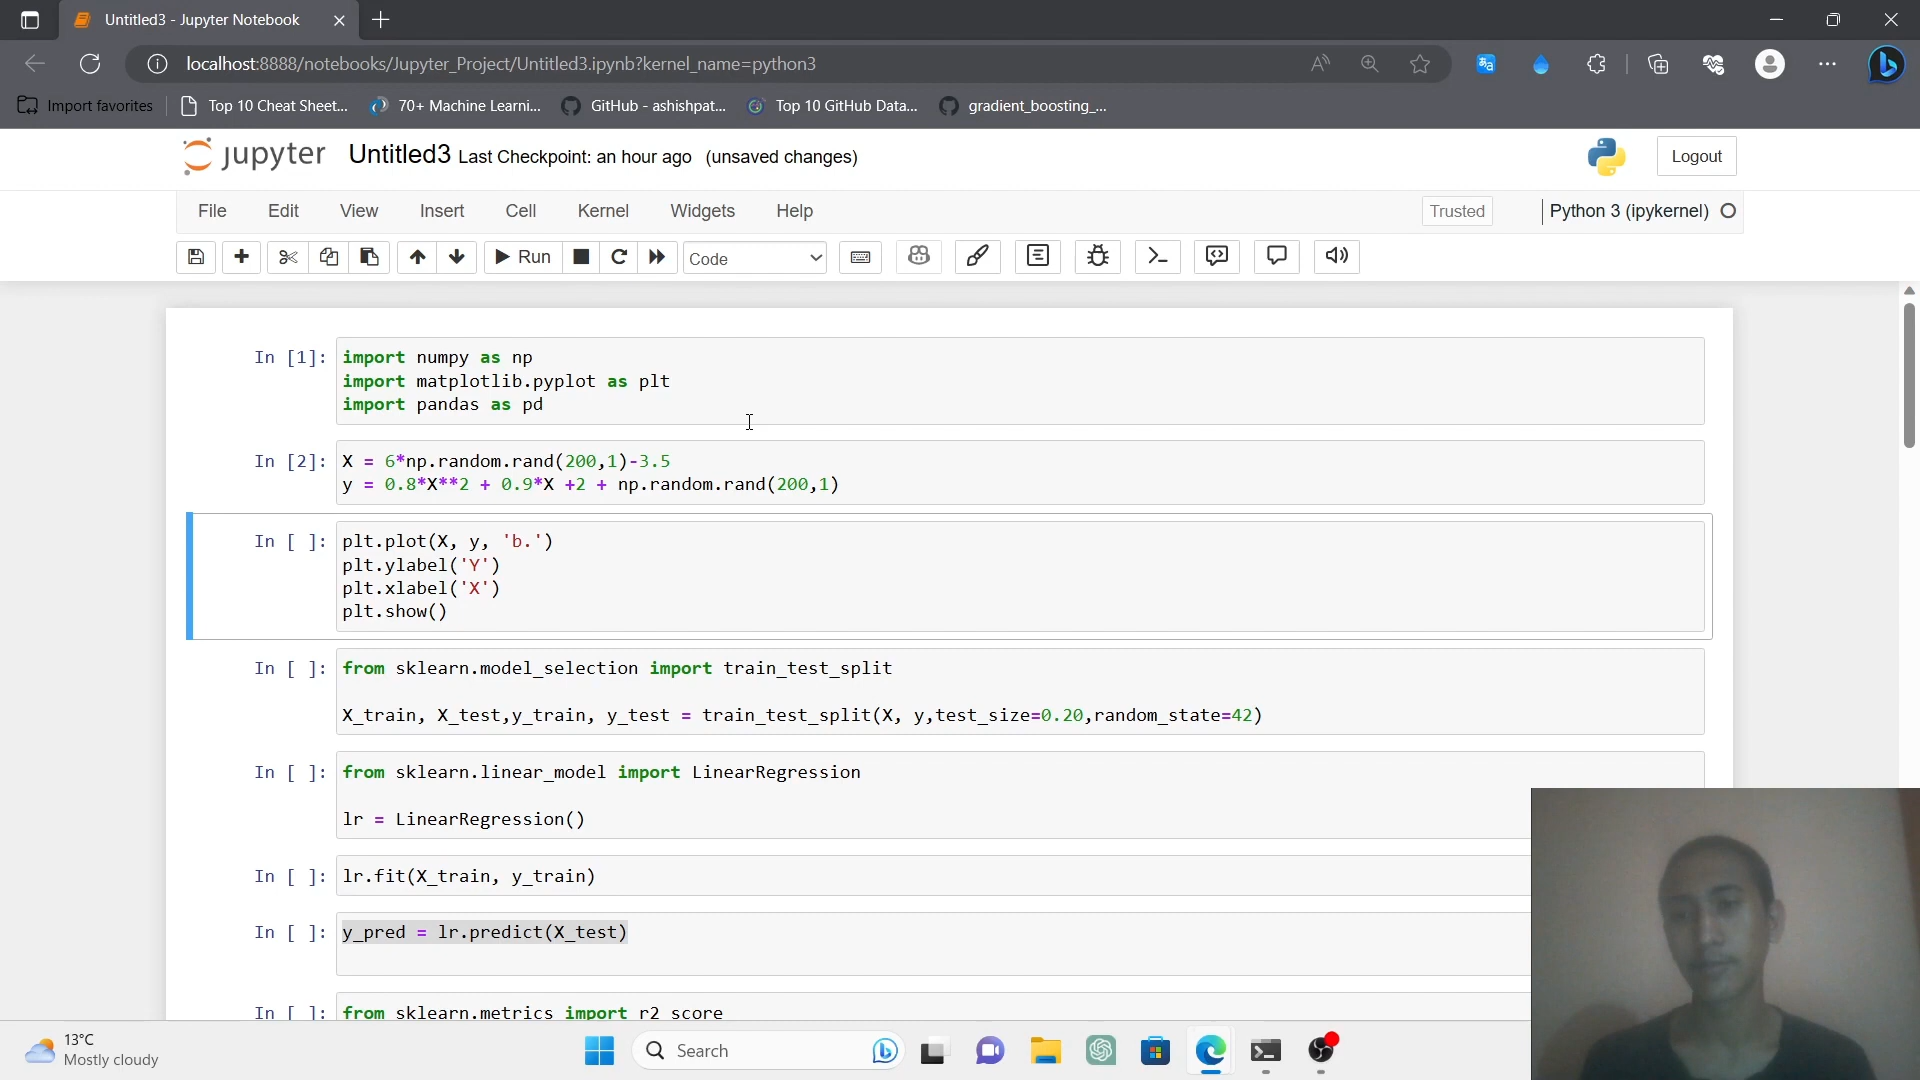 Untitled3 - Jupyter Notebook
localhost:8888/notebooks/Jupyter_Project/Untitled3.ipynb?kernel_name=python3
Import favorites
Top 10 Cheat Sheet...
70+ Machine Learni...
GitHub - ashishpat...
Top 10 GitHub Data...
gradient_boosting_...
jupyter Untitled3 Last Checkpoint: an hour ago (unsaved changes)
Logout
File Edit View Insert Cell Kernel Widgets Help
Trusted
Python 3 (ipykernel)
Run
Code
In [1]: import numpy as np
import matplotlib.pyplot as plt
import pandas as pd
In [2]: X = 6*np.random.rand(200,1)-3.5
y = 0.8*X**2 + 0.9*X +2 + np.random.rand(200,1)
In [ ]: plt.plot(X, y, 'b.')
plt.ylabel('Y')
plt.xlabel('X')
plt.show()
In [ ]: from sklearn.model_selection import train_test_split
X_train, X_test,y_train, y_test = train_test_split(X, y,test_size=0.20,random_state=42)
In [ ]: from sklearn.linear_model import LinearRegression
lr = LinearRegression()
In [ ]: lr.fit(X_train, y_train)
In [ ]: y_pred = lr.predict(X_test)
In [ ]: from sklearn.metrics import r2_score
13°C
Mostly cloudy
Search